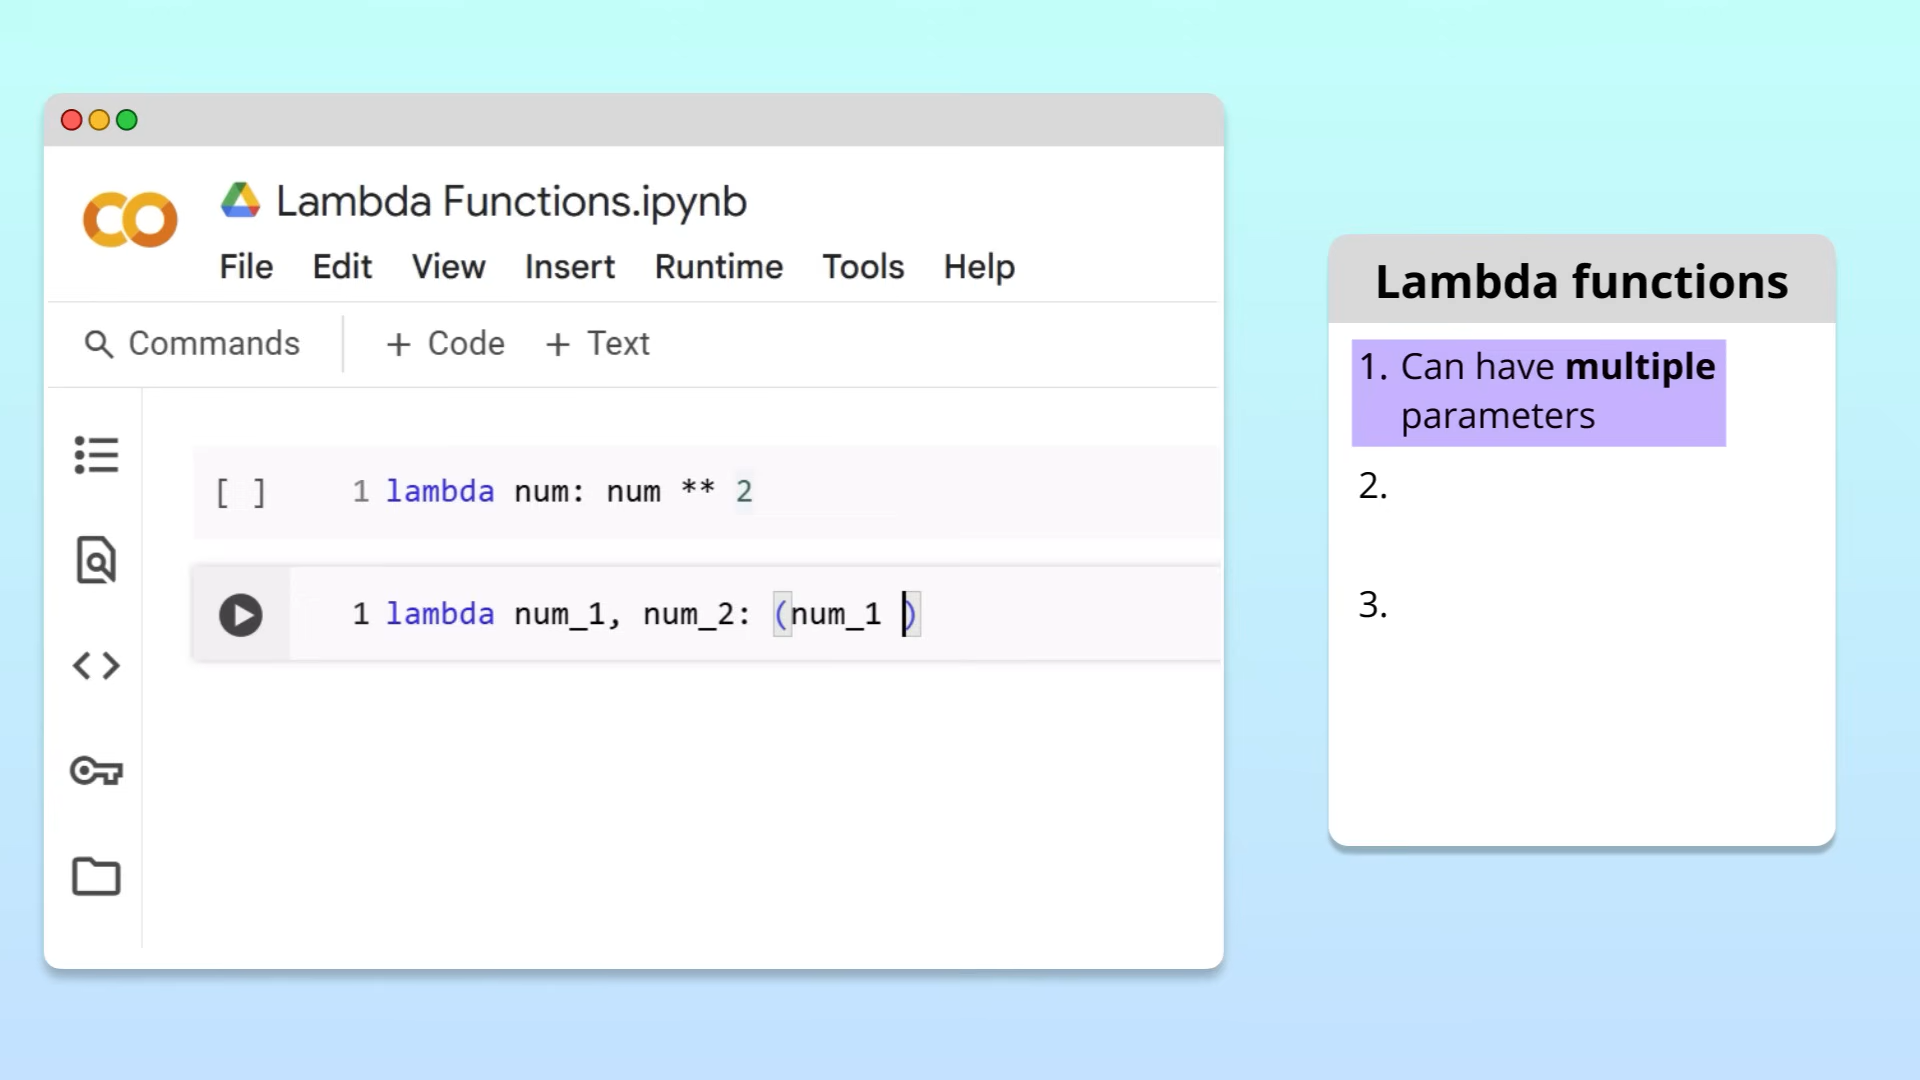 Lambda Functions.ipynb
File Edit View Insert Runtime Tools Help
Commands + Code + Text
[ ] 1 lambda num: num ** 2
1 lambda num_1, num_2: (num_1 )
Lambda functions
1. Can have multiple
parameters
2.
3.